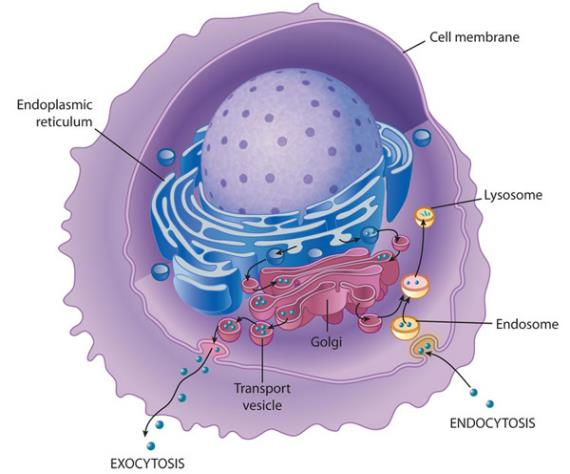 Cell membrane
Endoplasmic
reticulum
Lysosome
Endosome
Golgi
Transport
vesicle
ENDOCYTOSIS
EXOCYTOSIS